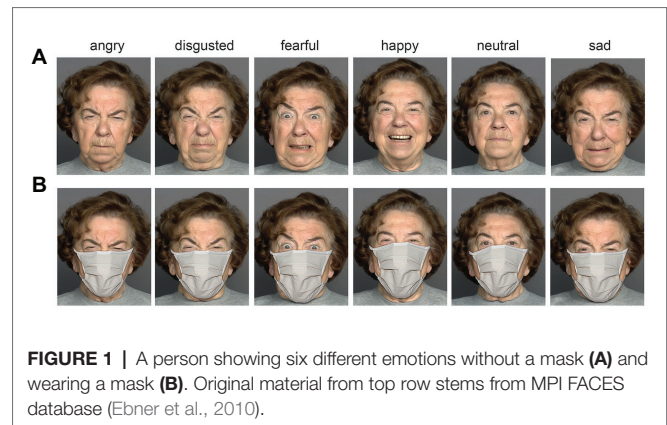 angry disgusted fearful happy neutral sad
A
B
FIGURE 1 | A person showing six different emotions without a mask (A) and
wearing a mask (B). Original material from top row stems from MPI FACES
database (Ebner et al., 2010).